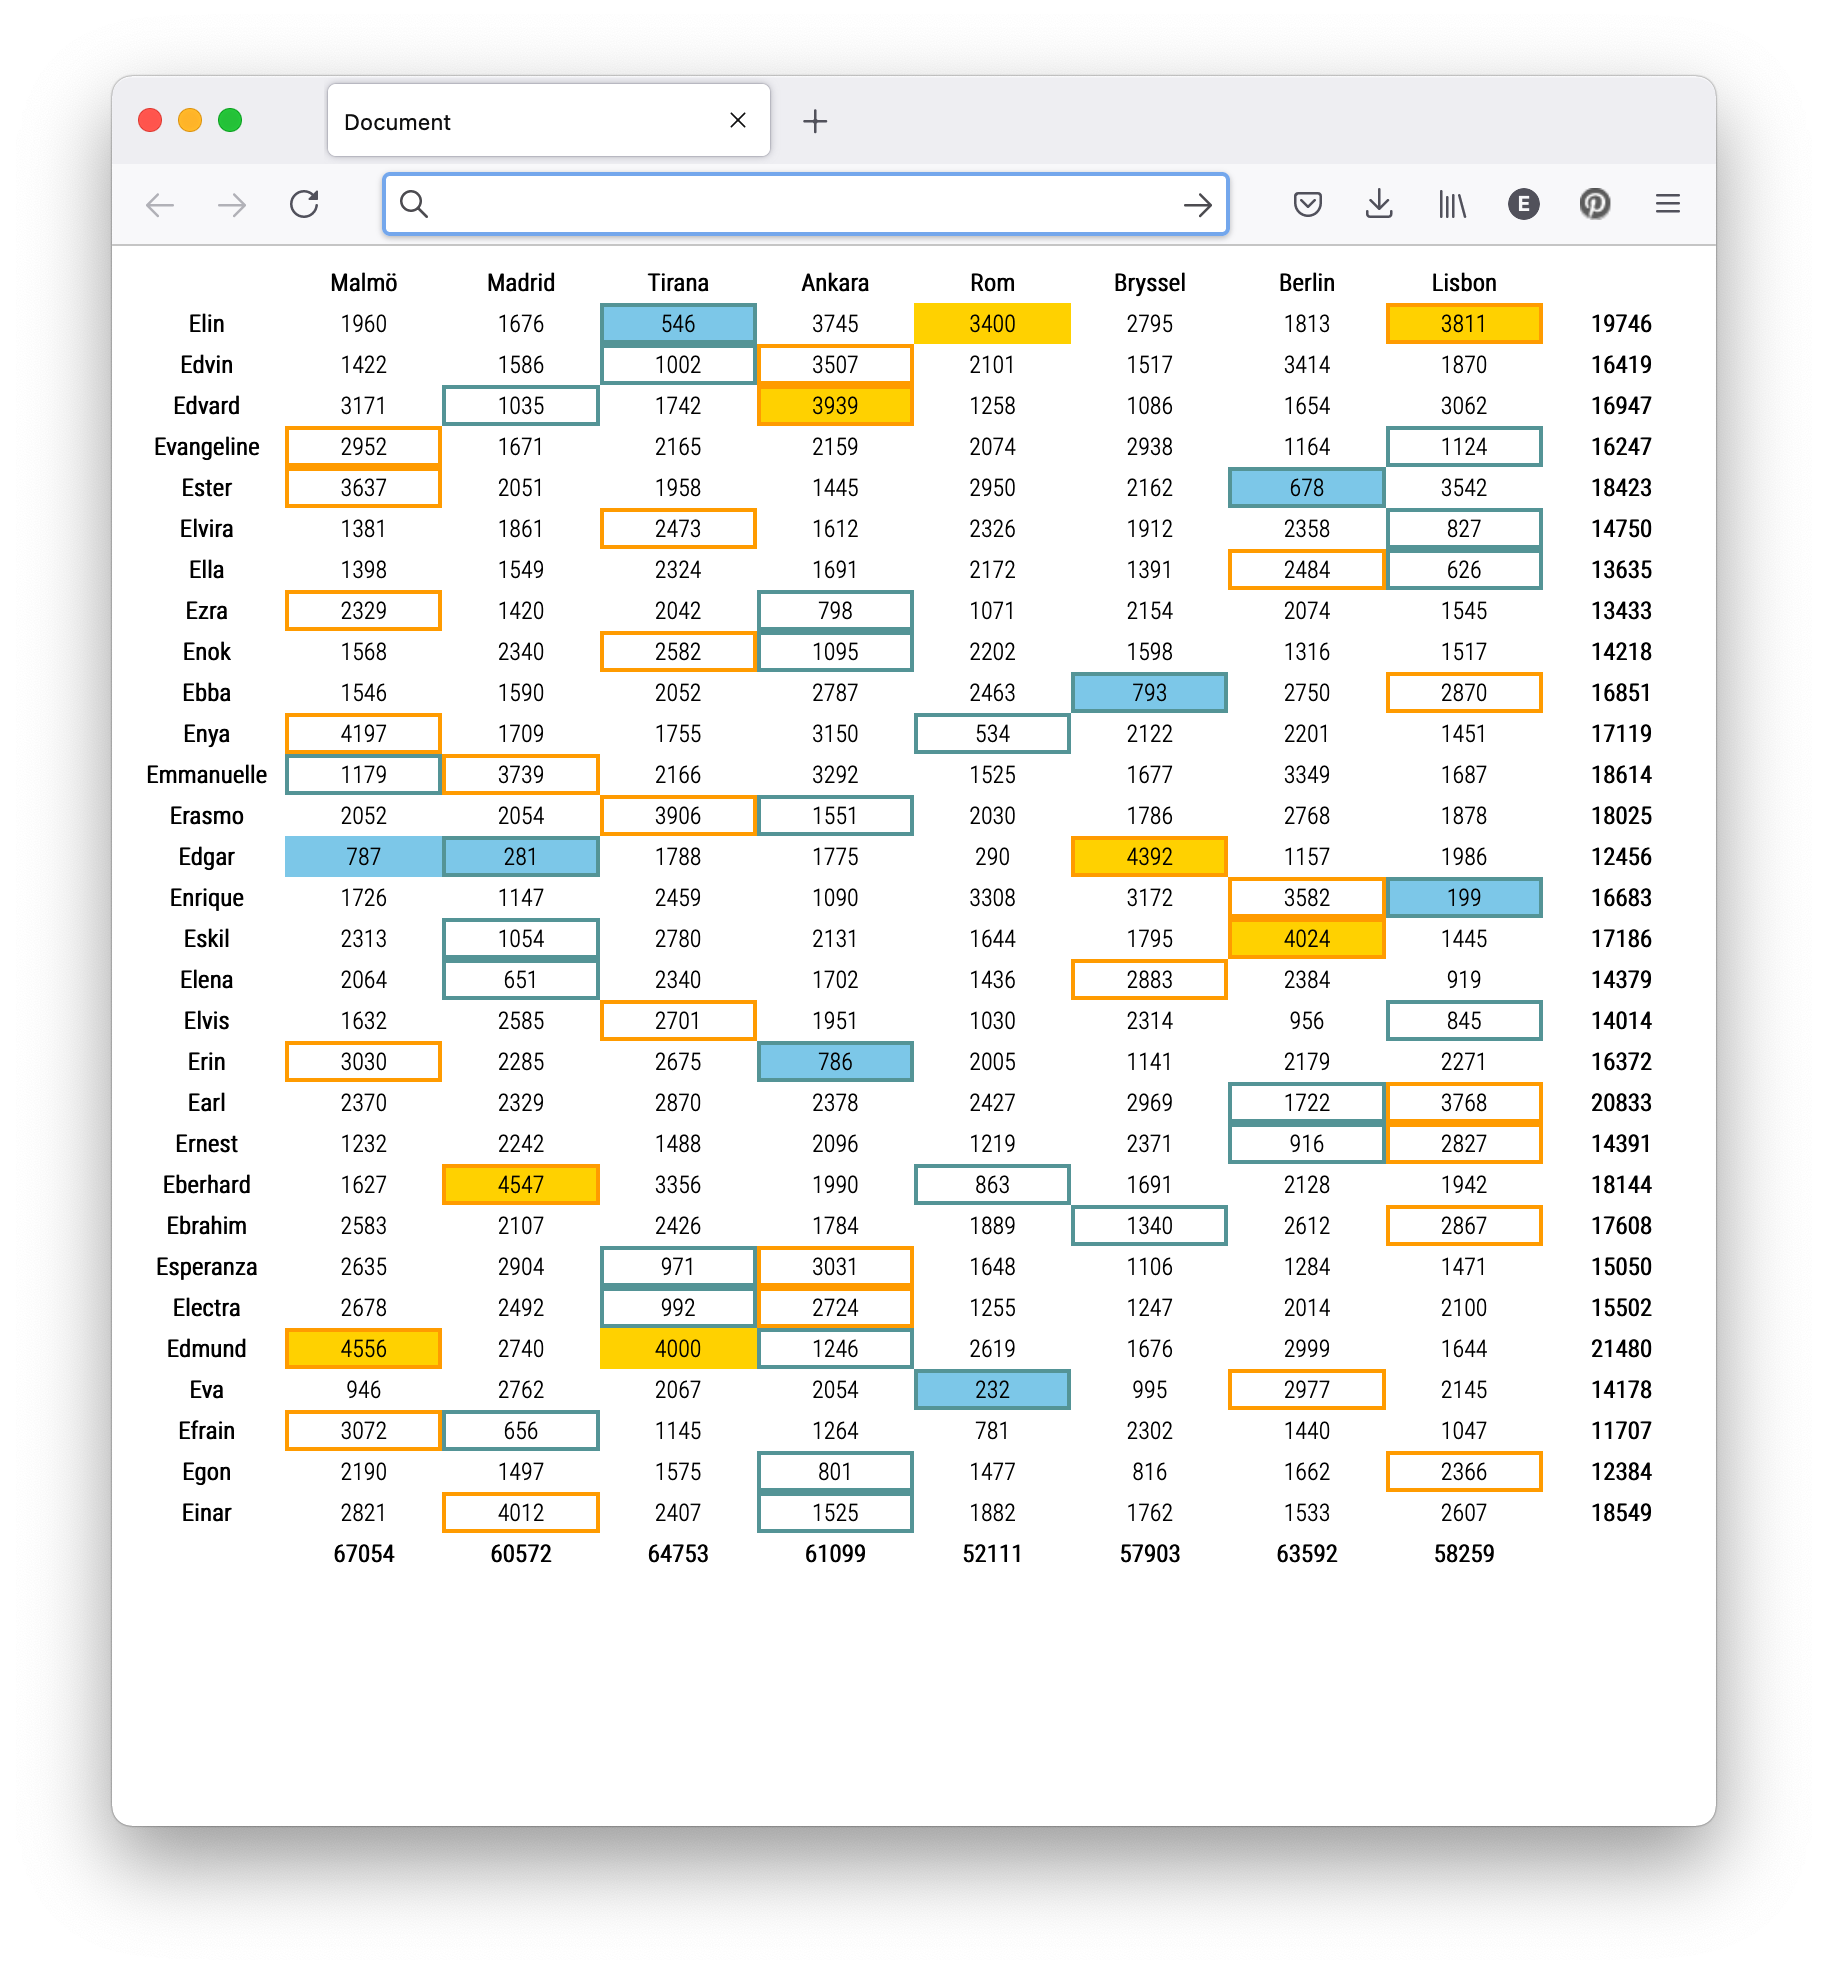 Document
E
Malmö Madrid Tirana Ankara Rom Bryssel Berlin Lisbon
Elin 1960 1676 546 3745 3400 2795 1813 3811 19746
Edvin 1422 1586 1002 3507 2101 1517 3414 1870 16419
Edvard 3171 1035 1742 3939 1258 1086 1654 3062 16947
Evangeline 2952 1671 2165 2159 2074 2938 1164 1124 16247
Ester 3637 2051 1958 1445 2950 2162 678 3542 18423
Elvira 1381 1861 2473 1612 2326 1912 2358 827 14750
Ella 1398 1549 2324 1691 2172 1391 2484 626 13635
Ezra 2329 1420 2042 798 1071 2154 2074 1545 13433
Enok 1568 2340 2582 1095 2202 1598 1316 1517 14218
Ebba 1546 1590 2052 2787 2463 793 2750 2870 16851
Enya 4197 1709 1755 3150 534 2122 2201 1451 17119
Emmanuelle 1179 3739 2166 3292 1525 1677 3349 1687 18614
Erasmo 2052 2054 3906 1551 2030 1786 2768 1878 18025
Edgar 787 281 1788 1775 290 4392 1157 1986 12456
Enrique 1726 1147 2459 1090 3308 3172 3582 199 16683
Eskil 2313 1054 2780 2131 1644 1795 4024 1445 17186
Elena 2064 651 2340 1702 1436 2883 2384 919 14379
Elvis 1632 2585 2701 1951 1030 2314 956 845 14014
Erin 3030 2285 2675 786 2005 1141 2179 2271 16372
Earl 2370 2329 2870 2378 2427 2969 1722 3768 20833
Ernest 1232 2242 1488 2096 1219 2371 916 2827 14391
Eberhard 1627 4547 3356 1990 863 1691 2128 1942 18144
Ebrahim 2583 2107 2426 1784 1889 1340 2612 2867 17608
Esperanza 2635 2904 971 3031 1648 1106 1284 1471 15050
Electra 2678 2492 992 2724 1255 1247 2014 2100 15502
Edmund 4556 2740 4000 1246 2619 1676 2999 1644 21480
Eva 946 2762 2067 2054 232 995 2977 2145 14178
Efrain 3072 656 1145 1264 781 2302 1440 1047 11707
Egon 2190 1497 1575 801 1477 816 1662 2366 12384
Einar 2821 4012 2407 1525 1882 1762 1533 2607 18549
67054 60572 64753 61099 52111 57903 63592 58259